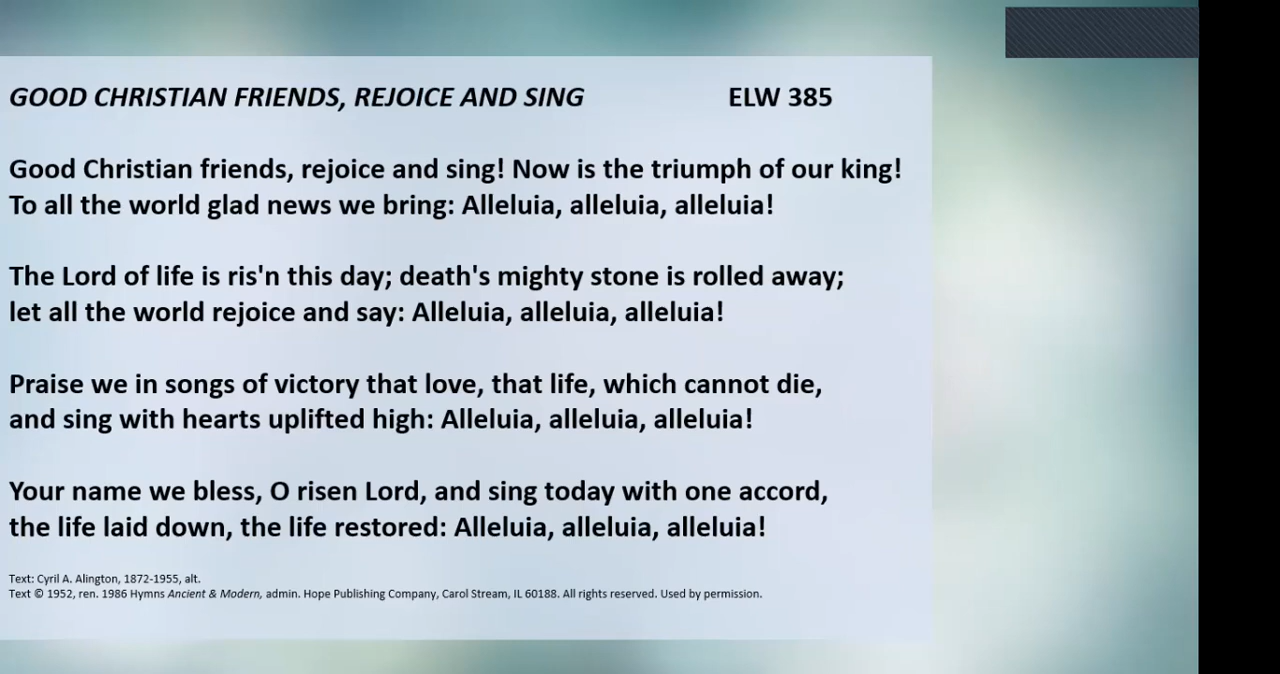 GOOD CHRISTIAN FRIENDS, REJOICE AND SING ELW 385
Good Christian friends, rejoice and sing! Now is the triumph of our king!
To all the world glad news we bring: Alleluia, alleluia, alleluia!
The Lord of life is ris'n this day; death's mighty stone is rolled away;
let all the world rejoice and say: Alleluia, alleluia, alleluia!
Praise we in songs of victory that love, that life, which cannot die,
and sing with hearts uplifted high: Alleluia, alleluia, alleluia!
Your name we bless, O risen Lord, and sing today with one accord,
the life laid down, the life restored: Alleluia, alleluia, alleluia!
Text: Cyril A. Alington, 1872-1955, alt.
Text © 1952, ren. 1986 Hymns Ancient & Modern, admin. Hope Publishing Company, Carol Stream, IL 60188. All rights reserved. Used by permission.